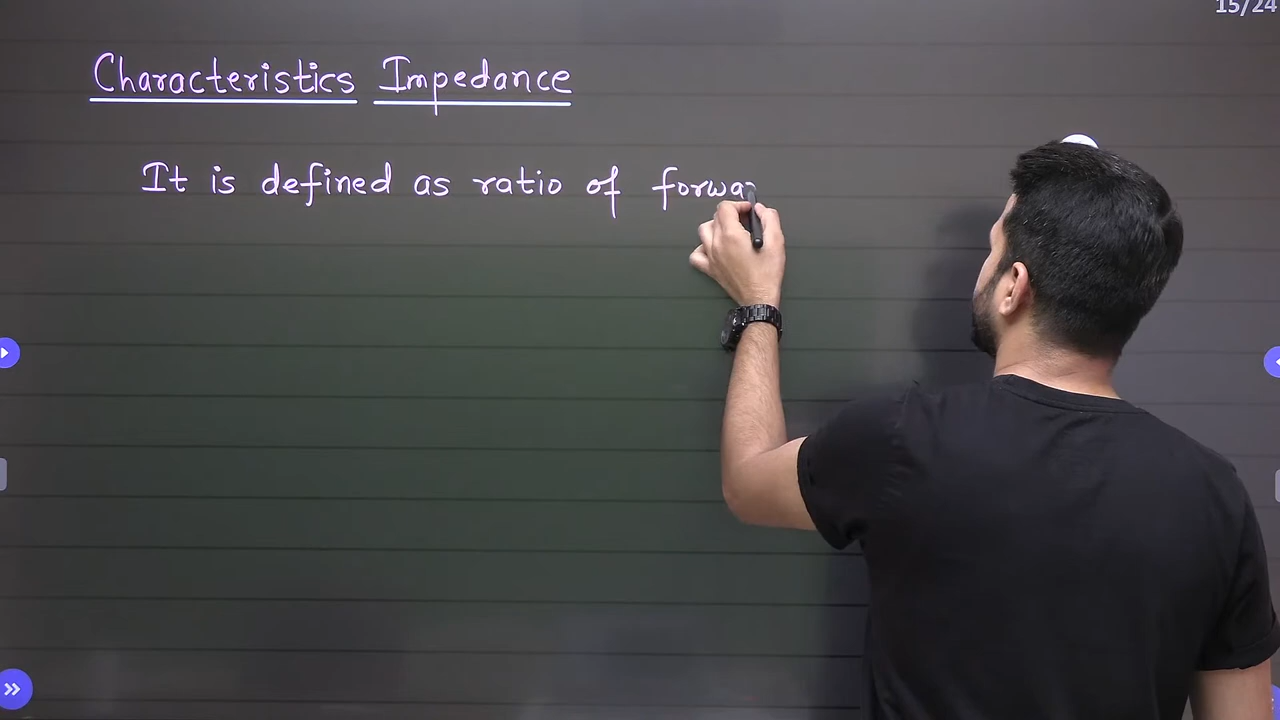 15/24
Characteristics Impedance
It is defined as ratio of forwa